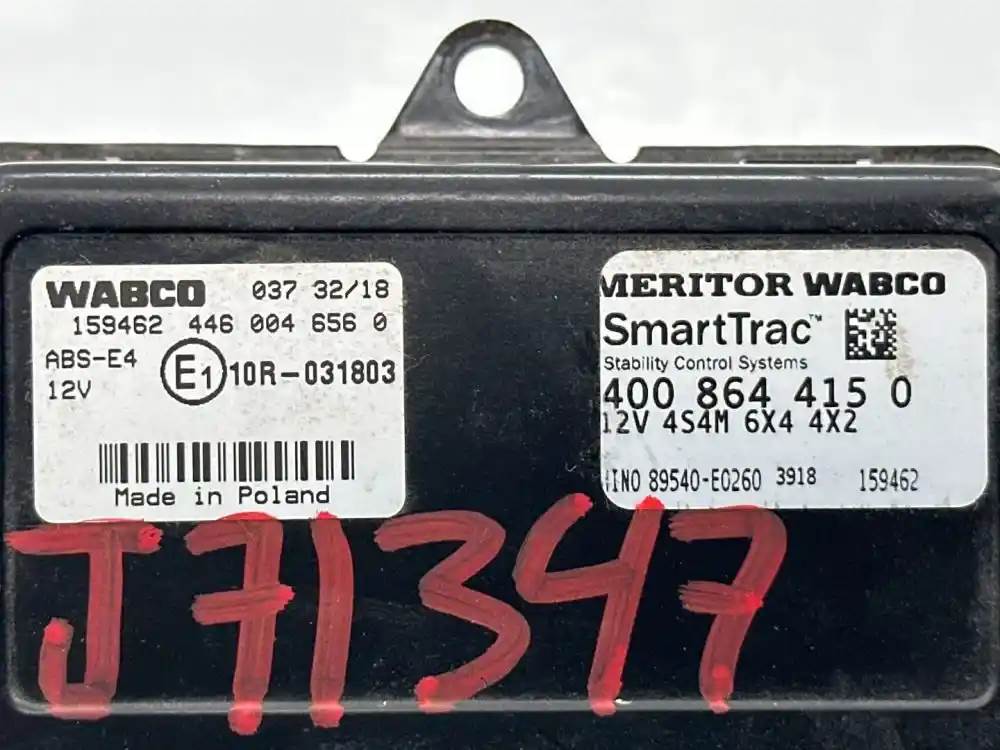 WABCO 037 32/18
159462 446 004 656 0
ABS-E4
12V
E1 10R-031803
Made in Poland
MERITOR WABCO
SmartTrac™
Stability Control Systems
400 864 415 0
12V 4S4M 6X4 4X2
HINO 89540-E0260 3918 159462
J71347